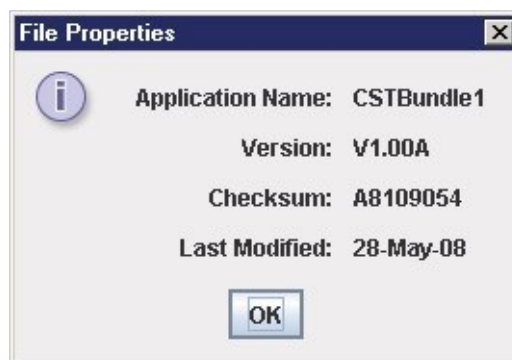 File Properties
Application Name: CSTBundle1
Version: V1.00A
Checksum: A8109054
Last Modified: 28-May-08
OK